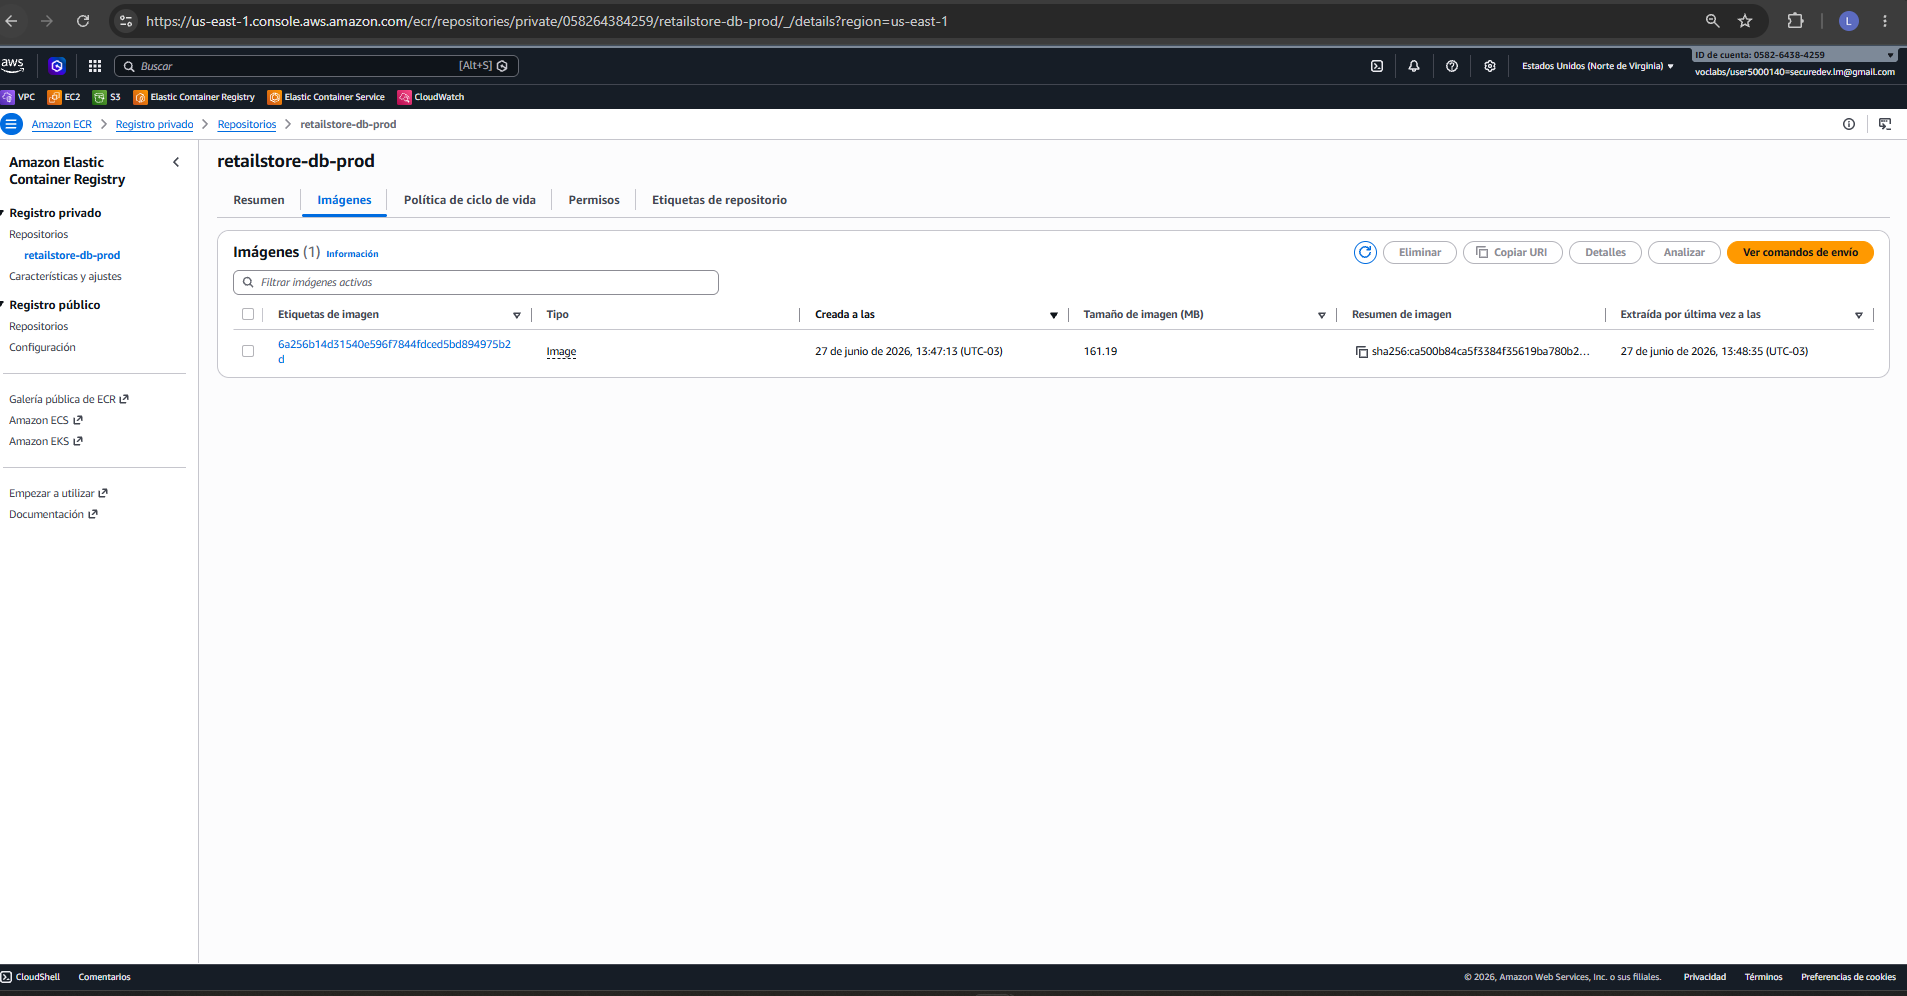 https://us-east-1.console.aws.amazon.com/ecr/repositories/private/058264384259/retailstore-db-prod/_/details?region=us-east-1
L
aws
Buscar
[Alt+S]
Estados Unidos (Norte de Virginia)
ID de cuenta: 0582-6438-4259
voclabs/user5000140=securedev.lm@gmail.com
VPC
EC2
S3
Elastic Container Registry
Elastic Container Service
CloudWatch
Amazon ECR
Registro privado
Repositorios
retailstore-db-prod
Amazon Elastic
Container Registry
Registro privado
Repositorios
retailstore-db-prod
Características y ajustes
Registro público
Repositorios
Configuración
Galería pública de ECR
Amazon ECS
Amazon EKS
Empezar a utilizar
Documentación
retailstore-db-prod
Resumen
Imágenes
Política de ciclo de vida
Permisos
Etiquetas de repositorio
Imágenes (1) Información
Eliminar
Copiar URI
Detalles
Analizar
Ver comandos de envío
Filtrar imágenes activas
Etiquetas de imagen
Tipo
Creada a las
Tamaño de imagen (MB)
Resumen de imagen
Extraída por última vez a las
6a256b14d31540e596f7844fdced5bd894975b2
d
Image
27 de junio de 2026, 13:47:13 (UTC-03)
161.19
sha256:ca500b84ca5f3384f35619ba780b2...
27 de junio de 2026, 13:48:35 (UTC-03)
CloudShell
Comentarios
© 2026, Amazon Web Services, Inc. o sus filiales.
Privacidad
Términos
Preferencias de cookies